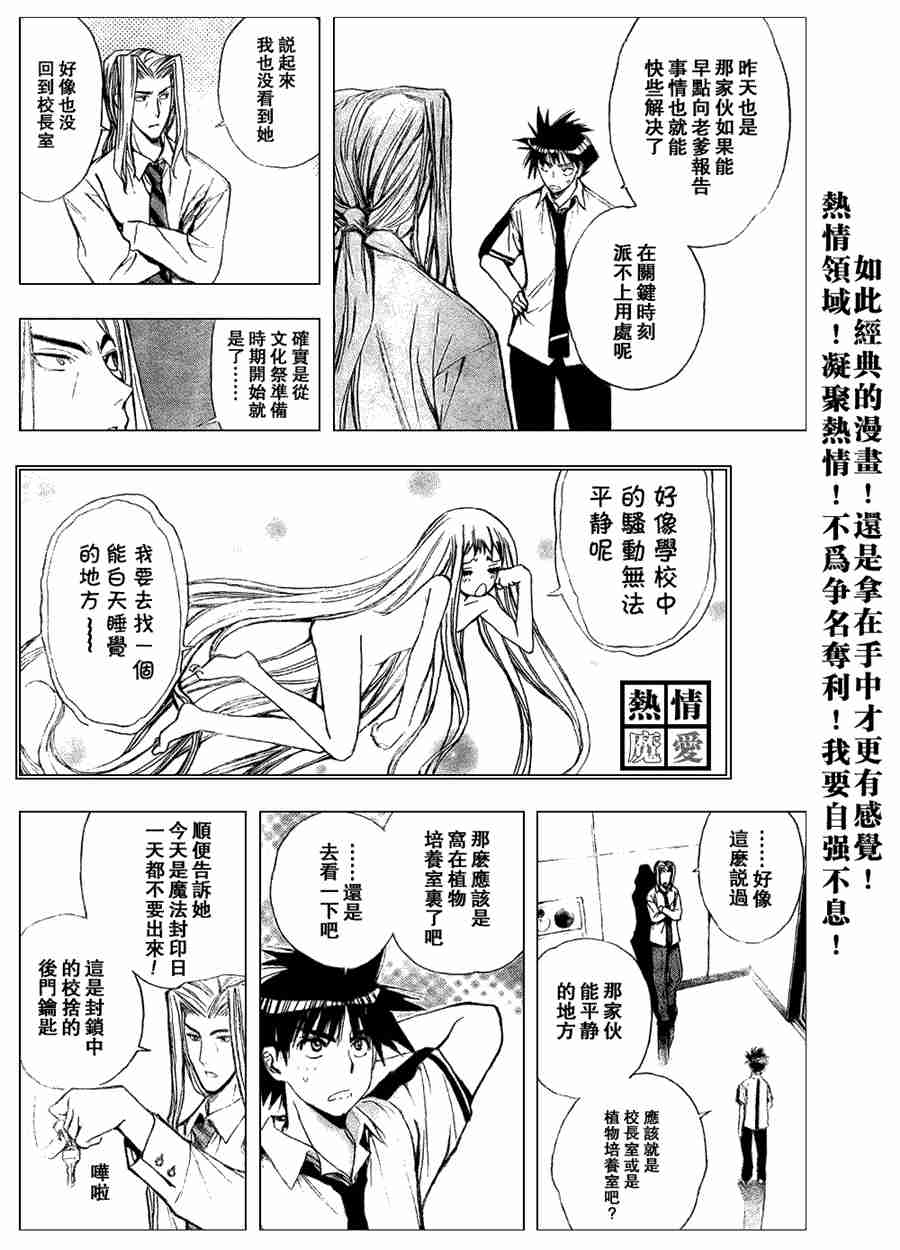 昨天也是
那家伙如果能
早點向老爹報告
事情也就能
快些解决了
在關鍵時刻
派不上用處呢
說起來
我也没看到她
好像也没
回到校長室
確實是從
文化祭準備
時期開始就
是了……
好像學校中
的騷動無法
平静呢
我要去找一個
能白天睡覺
的地方～
熱情
魔愛
……好像
這麽説過
那家伙
能平静
的地方
應該就是
校長室或是
植物培養室吧？
那麽應該是
窩在植物
培養室裏了吧
……還是
去看一下吧
順便告訴她
今天是魔法封印日
一天都不要出來！
這是封鎖中
的校捨的
後門鑰匙
嘩啦
如此經典的漫畫！還是拿在手中才更有感覺！
熱情領域！凝聚熱情！不爲争名奪利！我要自强不息！